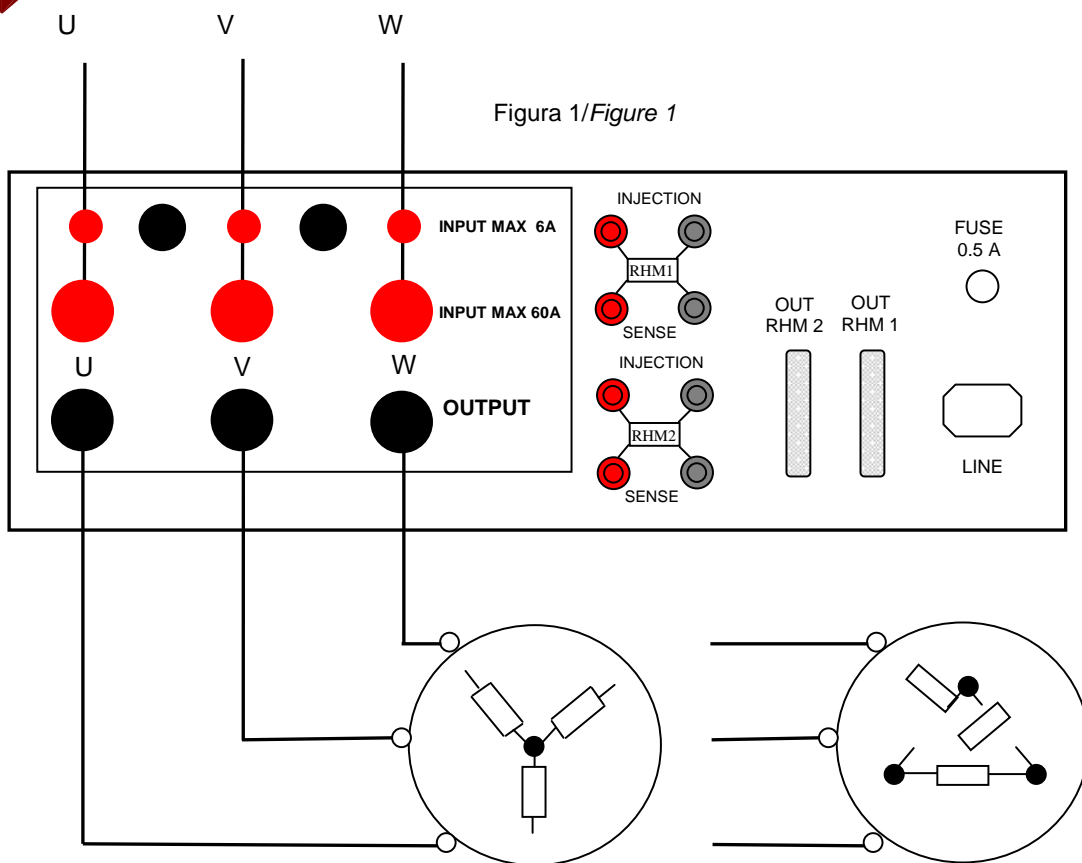 U V W
Figura 1/Figure 1
INPUT MAX 6A
INPUT MAX 60A
U V W
OUTPUT
INJECTION
RHM1
SENSE
INJECTION
RHM2
SENSE
OUT
RHM 2
OUT
RHM 1
FUSE
0.5 A
LINE